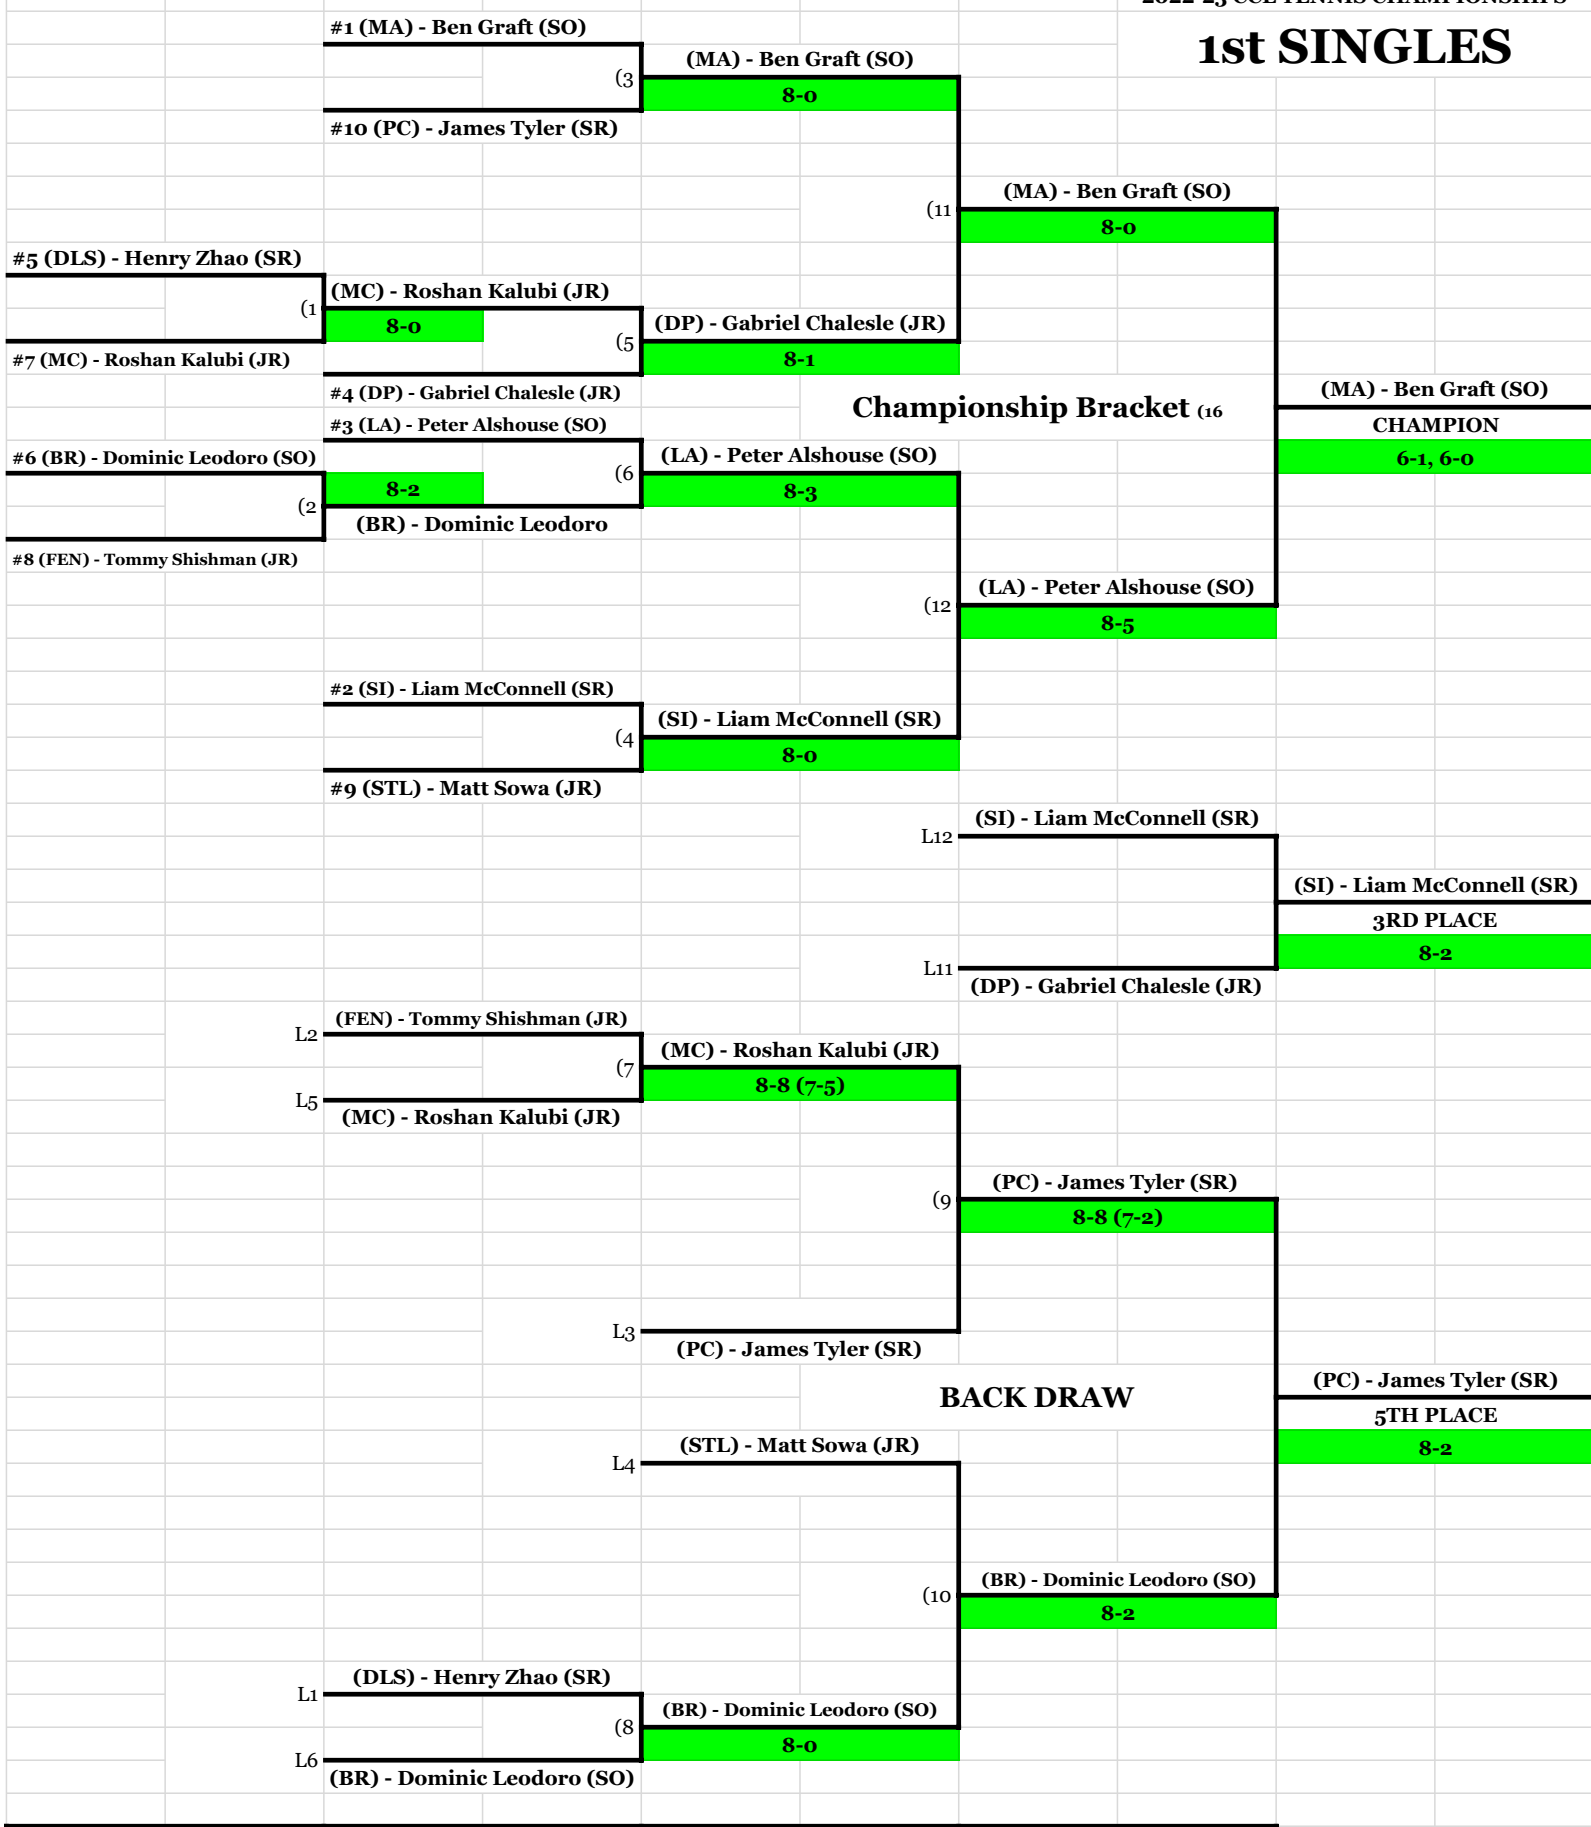 2022-23 CCL TENNIS CHAMPIONSHIPS
1st SINGLES
#1 (MA) - Ben Graft (SO)
(3
(MA) - Ben Graft (SO)
8-0
#10 (PC) - James Tyler (SR)
(11
(MA) - Ben Graft (SO)
8-0
#5 (DLS) - Henry Zhao (SR)
(1
(MC) - Roshan Kalubi (JR)
8-0
#7 (MC) - Roshan Kalubi (JR)
(5
(DP) - Gabriel Chalesle (JR)
8-1
#4 (DP) - Gabriel Chalesle (JR)
Championship Bracket (16
(MA) - Ben Graft (SO)
CHAMPION
6-1, 6-0
#3 (LA) - Peter Alshouse (SO)
#6 (BR) - Dominic Leodoro (SO)
(6
(LA) - Peter Alshouse (SO)
8-3
8-2
(2
(BR) - Dominic Leodoro
#8 (FEN) - Tommy Shishman (JR)
(12
(LA) - Peter Alshouse (SO)
8-5
#2 (SI) - Liam McConnell (SR)
(4
(SI) - Liam McConnell (SR)
8-0
#9 (STL) - Matt Sowa (JR)
L12
(SI) - Liam McConnell (SR)
(SI) - Liam McConnell (SR)
3RD PLACE
8-2
L11
(DP) - Gabriel Chalesle (JR)
L2
(FEN) - Tommy Shishman (JR)
(7
(MC) - Roshan Kalubi (JR)
8-8 (7-5)
L5
(MC) - Roshan Kalubi (JR)
(9
(PC) - James Tyler (SR)
8-8 (7-2)
L3
(PC) - James Tyler (SR)
BACK DRAW
(PC) - James Tyler (SR)
5TH PLACE
8-2
L4
(STL) - Matt Sowa (JR)
(10
(BR) - Dominic Leodoro (SO)
8-2
L1
(DLS) - Henry Zhao (SR)
(8
(BR) - Dominic Leodoro (SO)
8-0
L6
(BR) - Dominic Leodoro (SO)